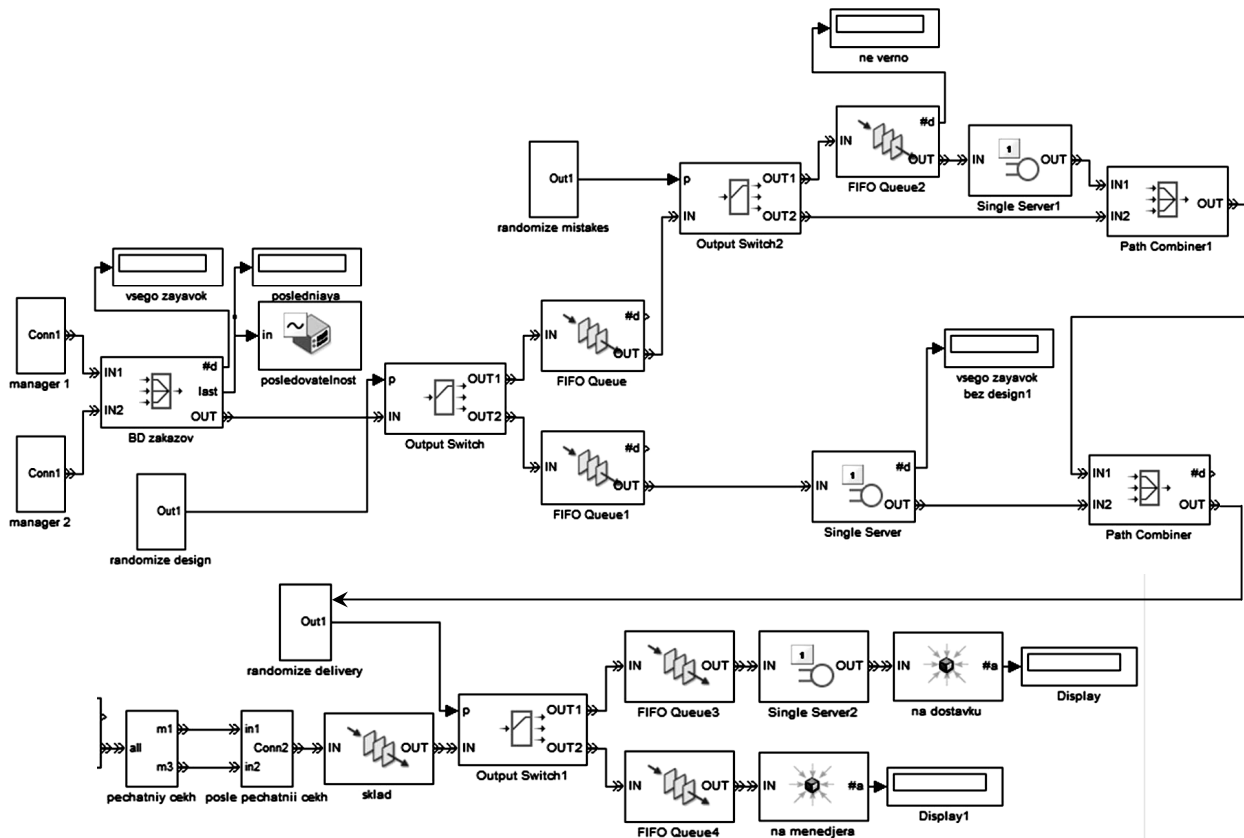 ne verno
#d
IN
OUT
FIFO Queue2
1
IN
OUT
Single Server1
Out1
randomize mistakes
p
IN
OUT1
OUT2
Output Switch2
IN1
IN2
OUT
Path Combiner1
vsego zayavok
posledniaya
in
posledovatelnost
Conn1
manager 1
IN1
IN2
#d
last
OUT
BD zakazov
Conn1
manager 2
Out1
randomize design
p
IN
OUT1
OUT2
Output Switch
IN
#d
OUT
FIFO Queue
IN
#d
OUT
FIFO Queue1
vsego zayavok
bez design1
IN
1
#d
OUT
Single Server
IN1
IN2
#d
OUT
Path Combiner
Out1
randomize delivery
all
m1
m3
pechatniy cekh
in1
in2
Conn2
posle pechatnii cekh
IN
OUT
sklad
p
IN
OUT1
OUT2
Output Switch1
IN
OUT
FIFO Queue3
IN
1
OUT
Single Server2
IN
#a
na dostavku
Display
IN
OUT
FIFO Queue4
IN
#a
na menedjera
Display1